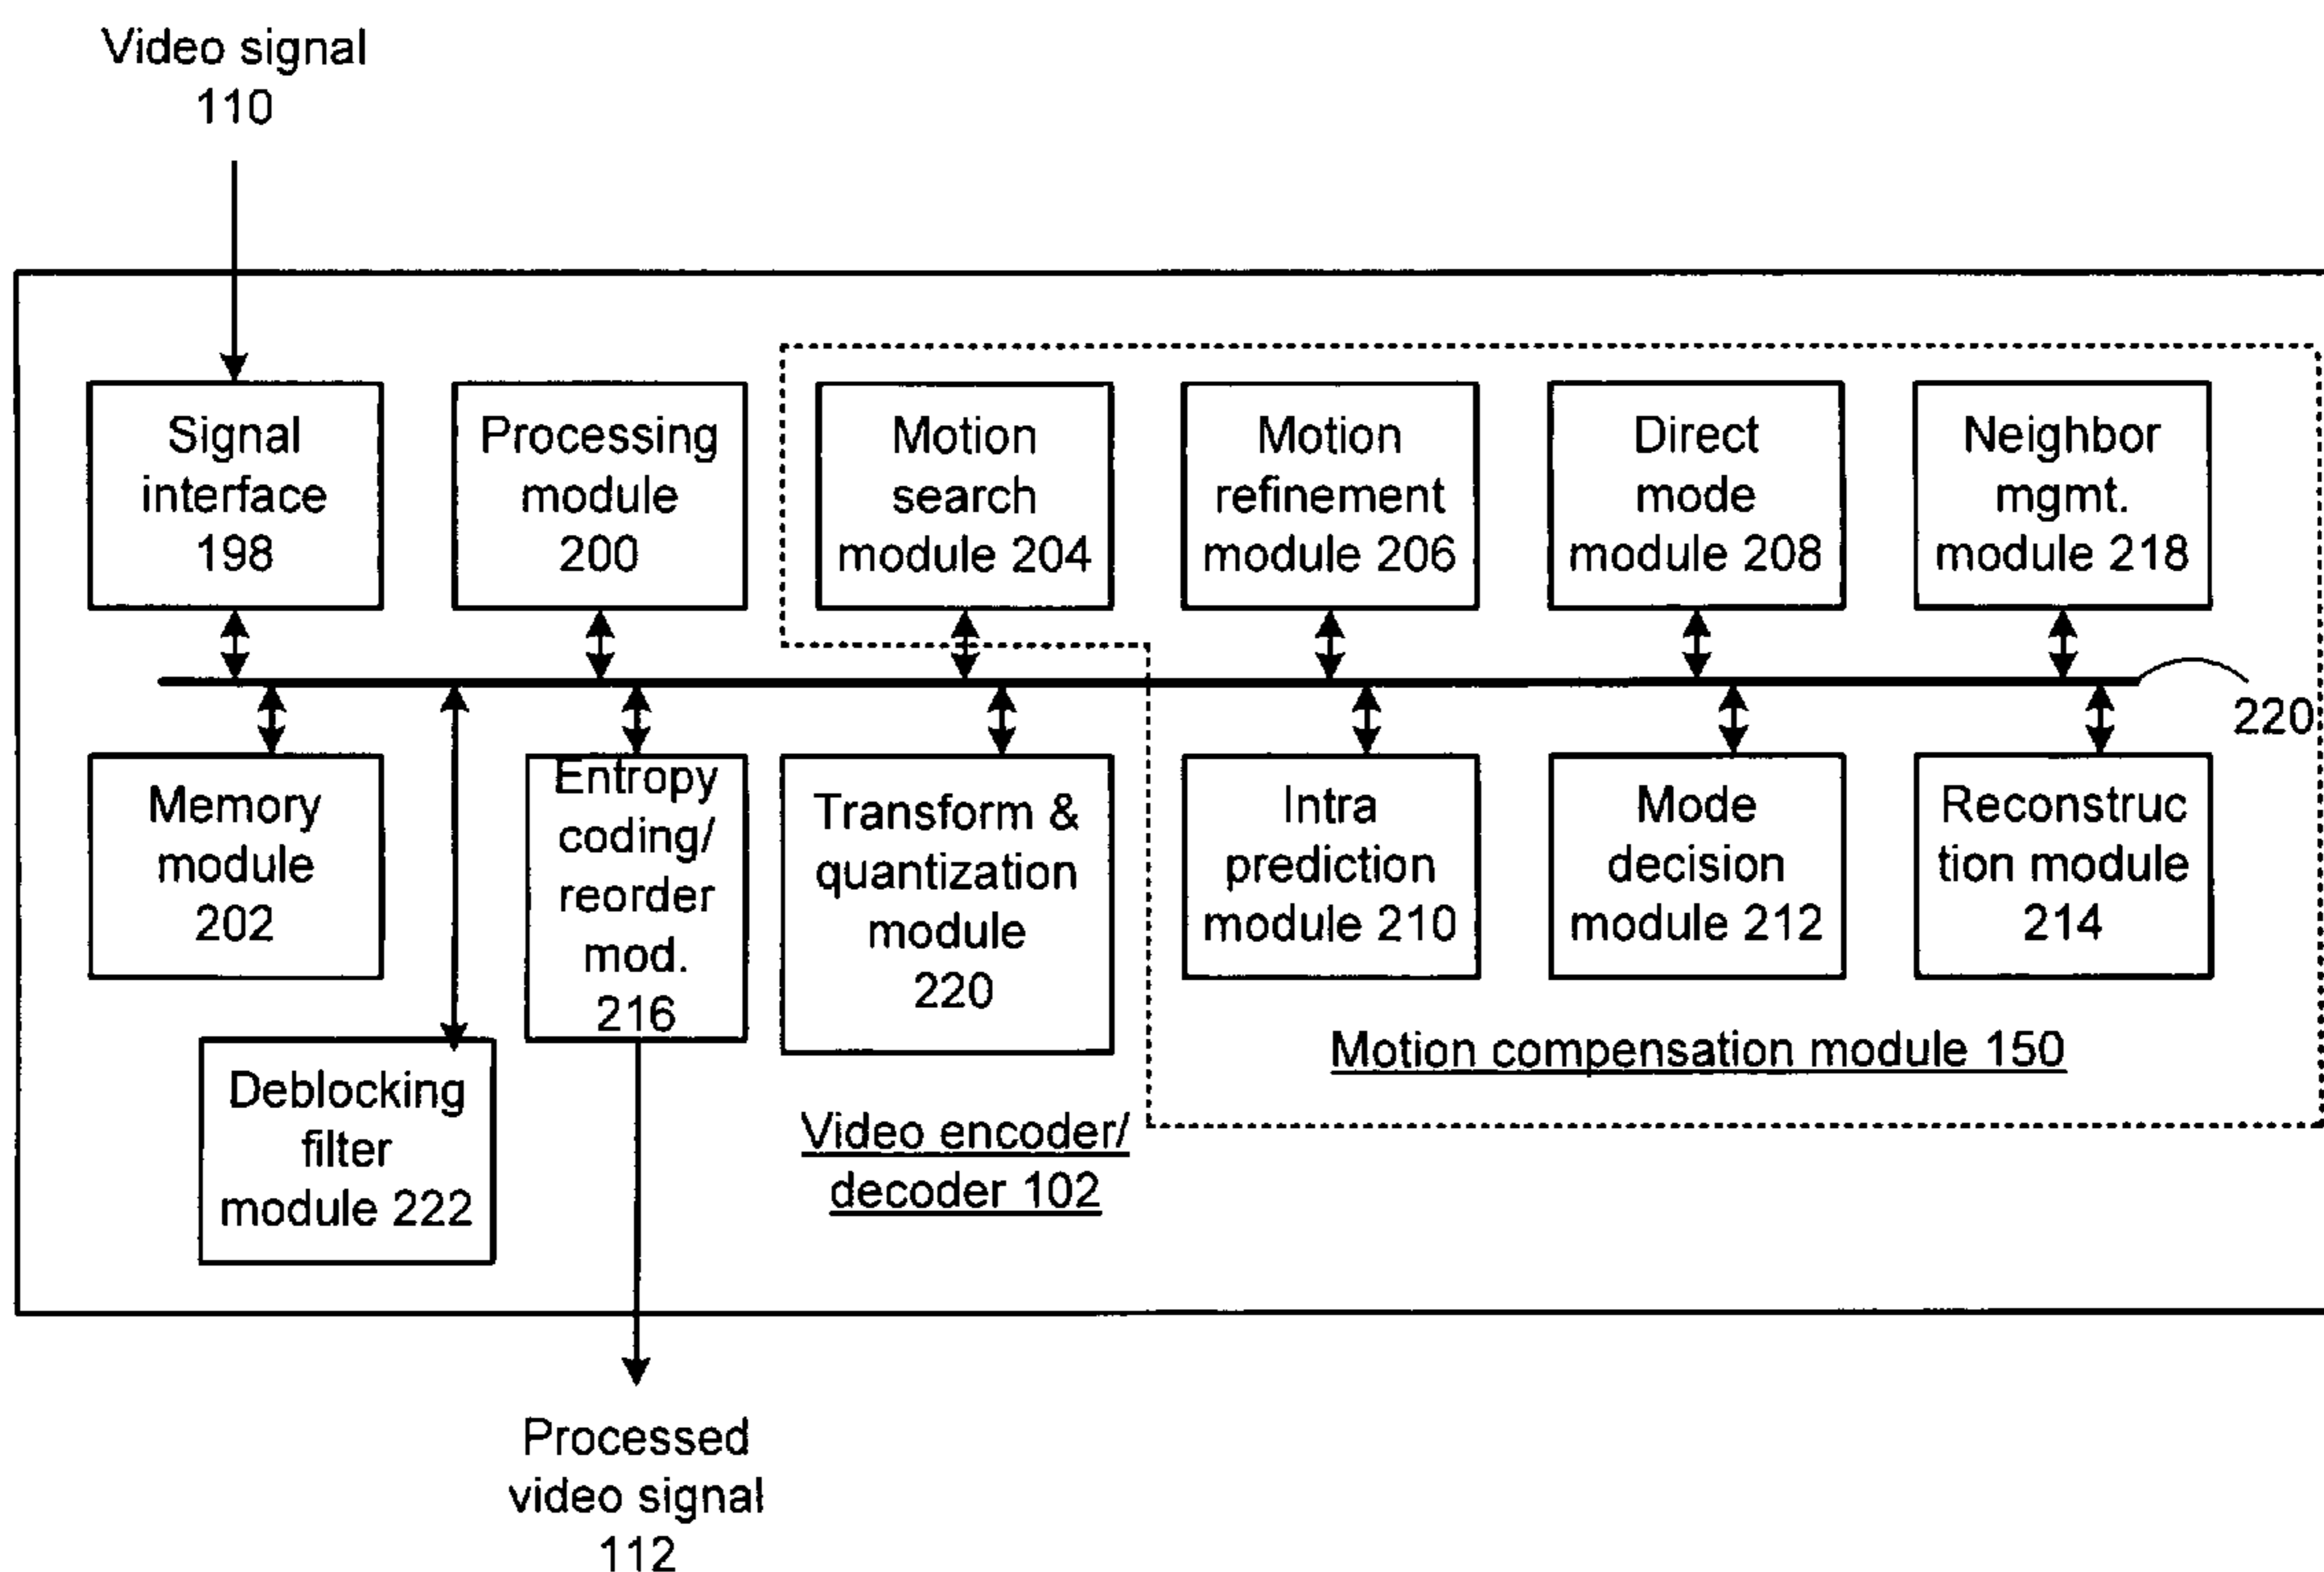 Video signal
110
Signal
interface
198
Processing
module
200
Motion
search
module 204
Motion
refinement
module 206
Direct
mode
module 208
Neighbor
mgmt.
module 218
220
Memory
module
202
Entropy
coding/
reorder
mod.
216
Transform &
quantization
module
220
Intra
prediction
module 210
Mode
decision
module 212
Reconstruc
tion module
214
Motion compensation module 150
Deblocking
filter
module 222
Video encoder/
decoder 102
Processed
video signal
112